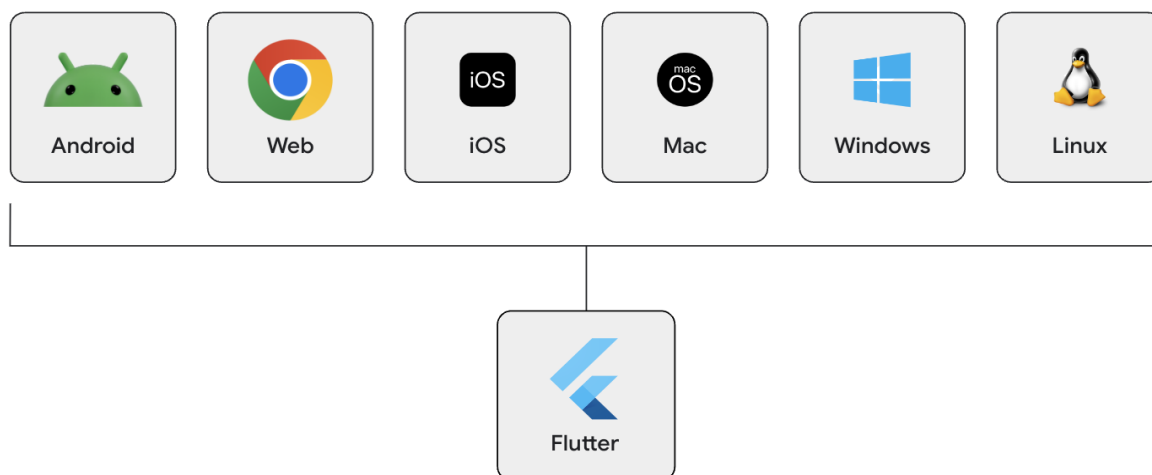 iOS
mac
OS
Android
Web
iOS
Mac
Windows
Linux
Flutter